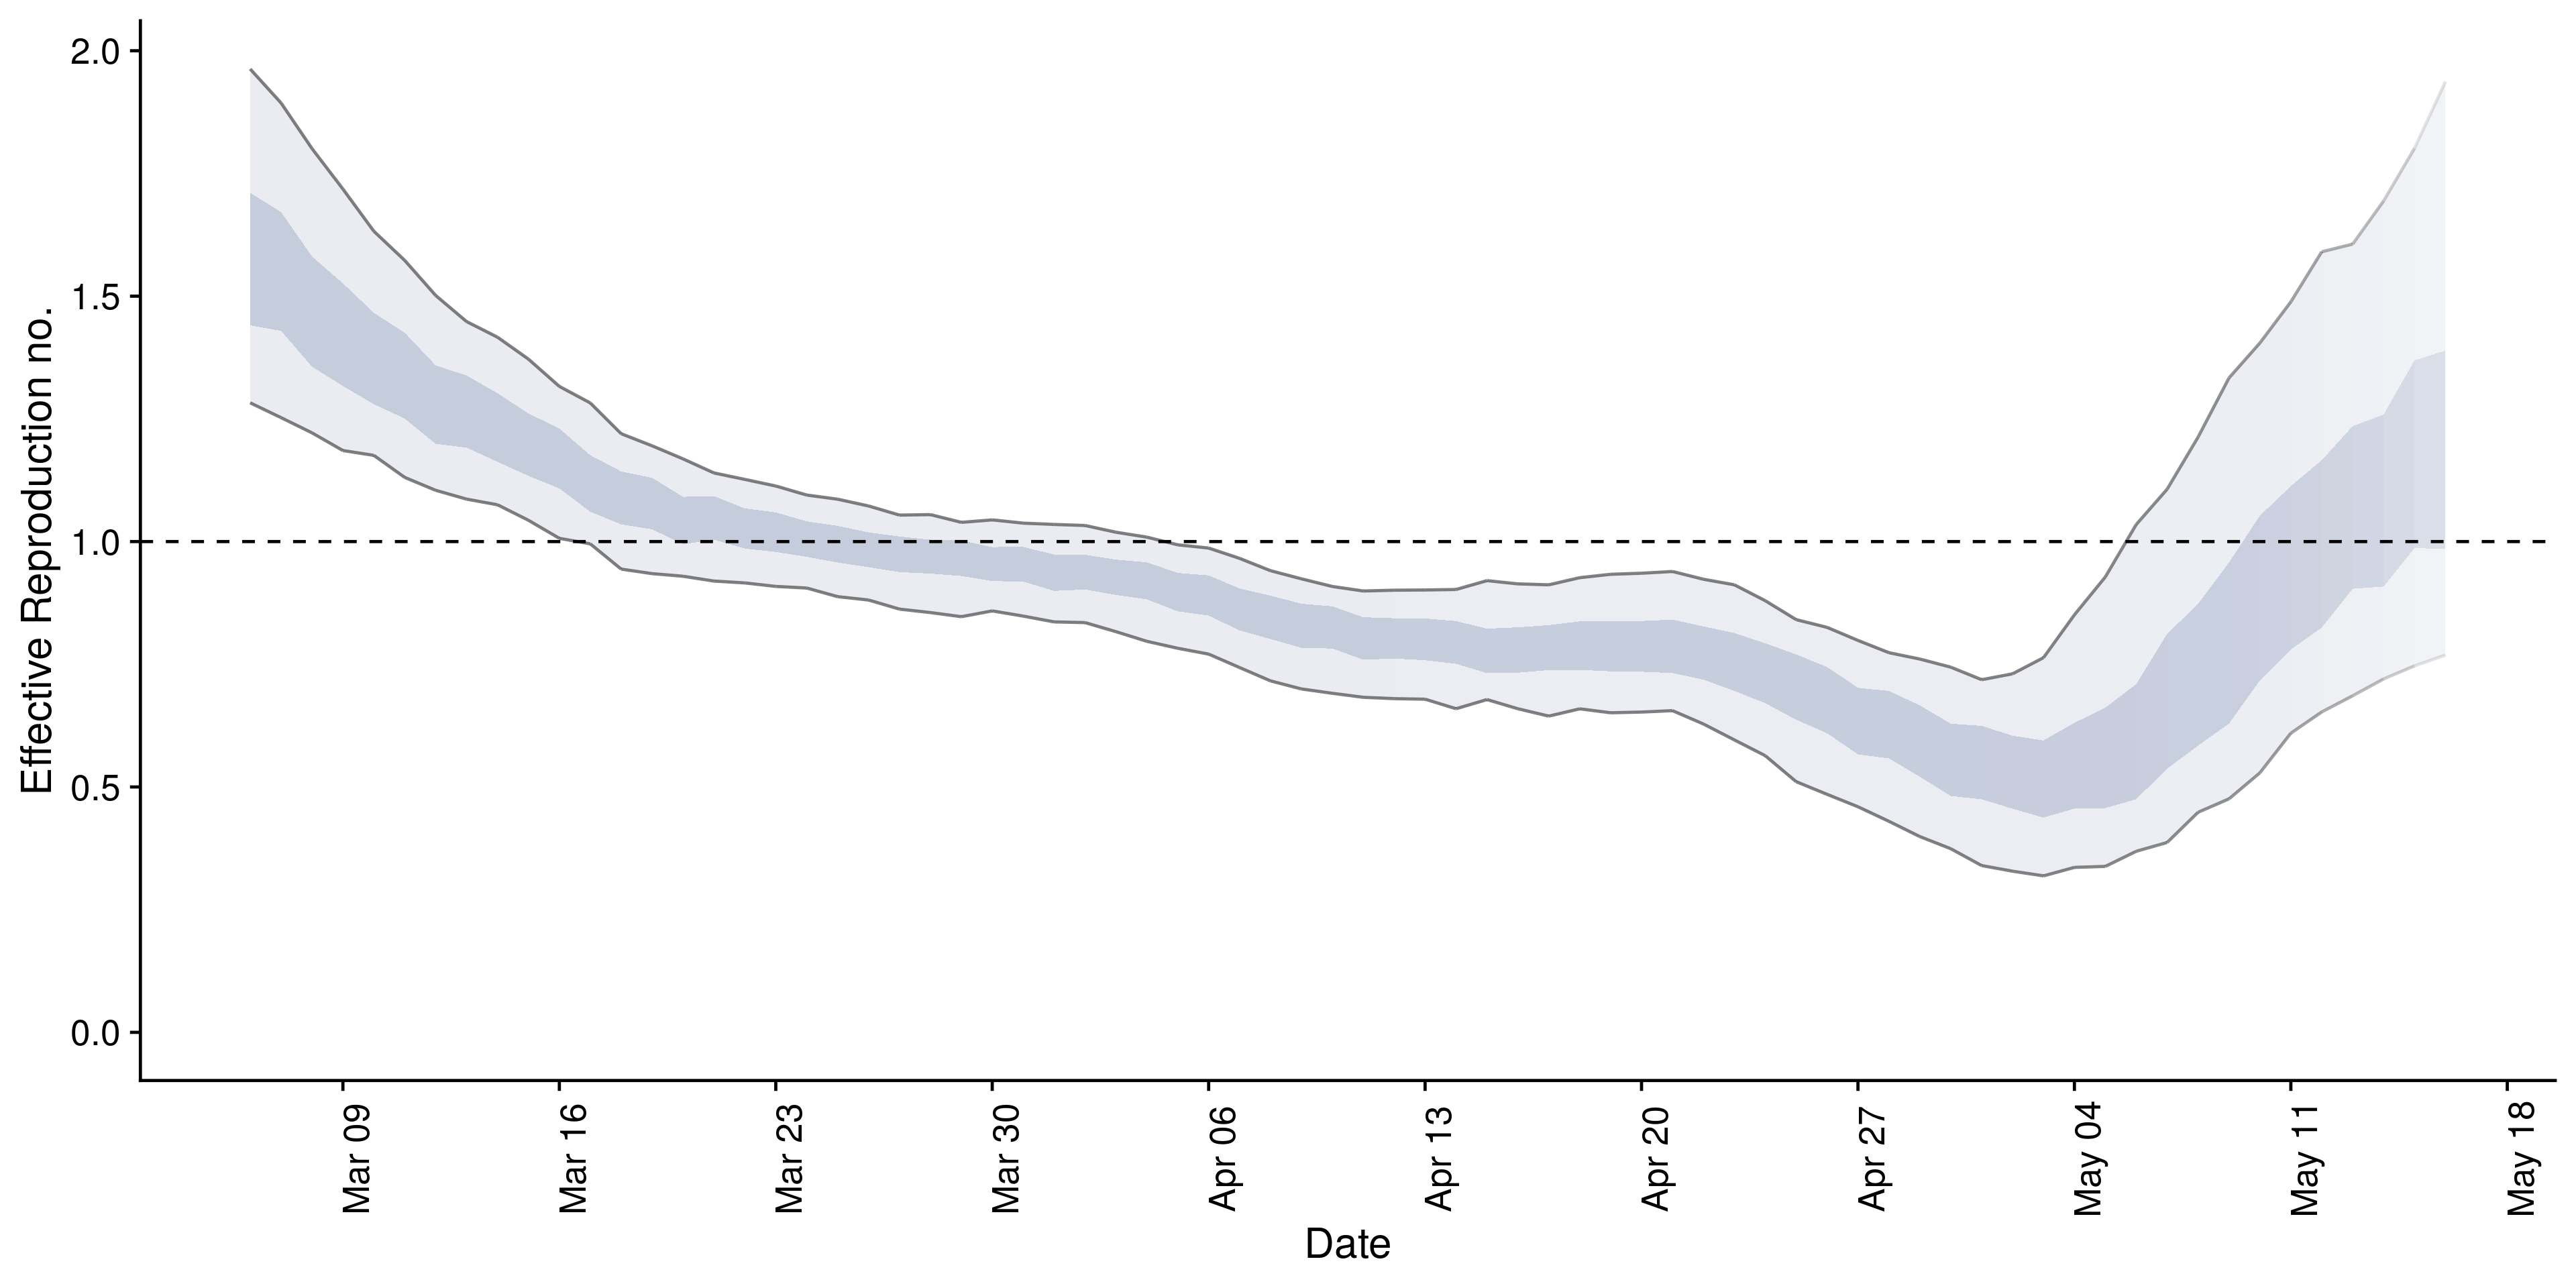 Effective Reproduction no.
2.0
1.5
1.0
0.5
0.0
Mar 09
Mar 16
Mar 23
Mar 30
Apr 06
Apr 13
Apr 20
Apr 27
May 04
May 11
May 18
Date